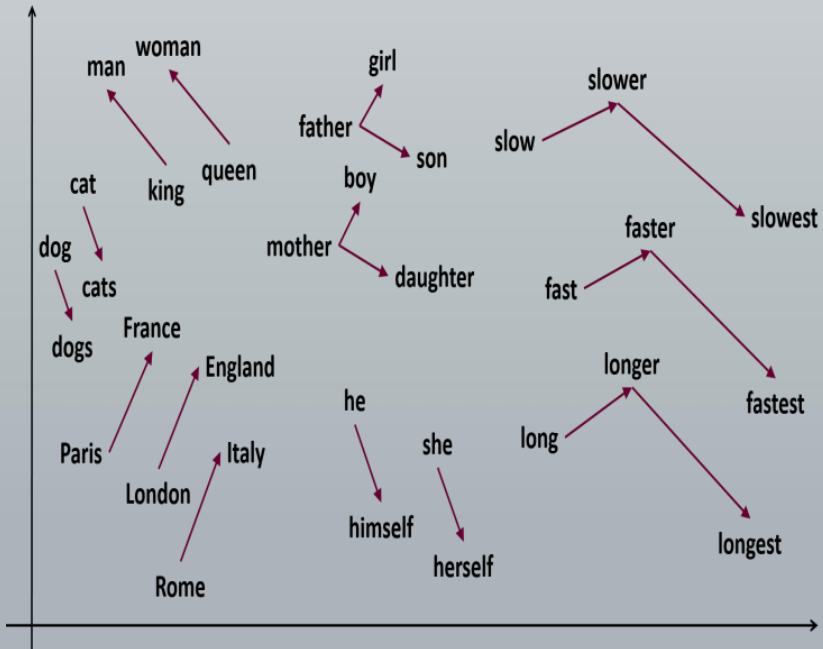 woman
man
girl
slower
father
slow
son
queen
boy
cat
king
slowest
faster
dog
mother
daughter
cats
fast
France
dogs
England
longer
he
fastest
she
long
Paris
Italy
London
himself
longest
herself
Rome